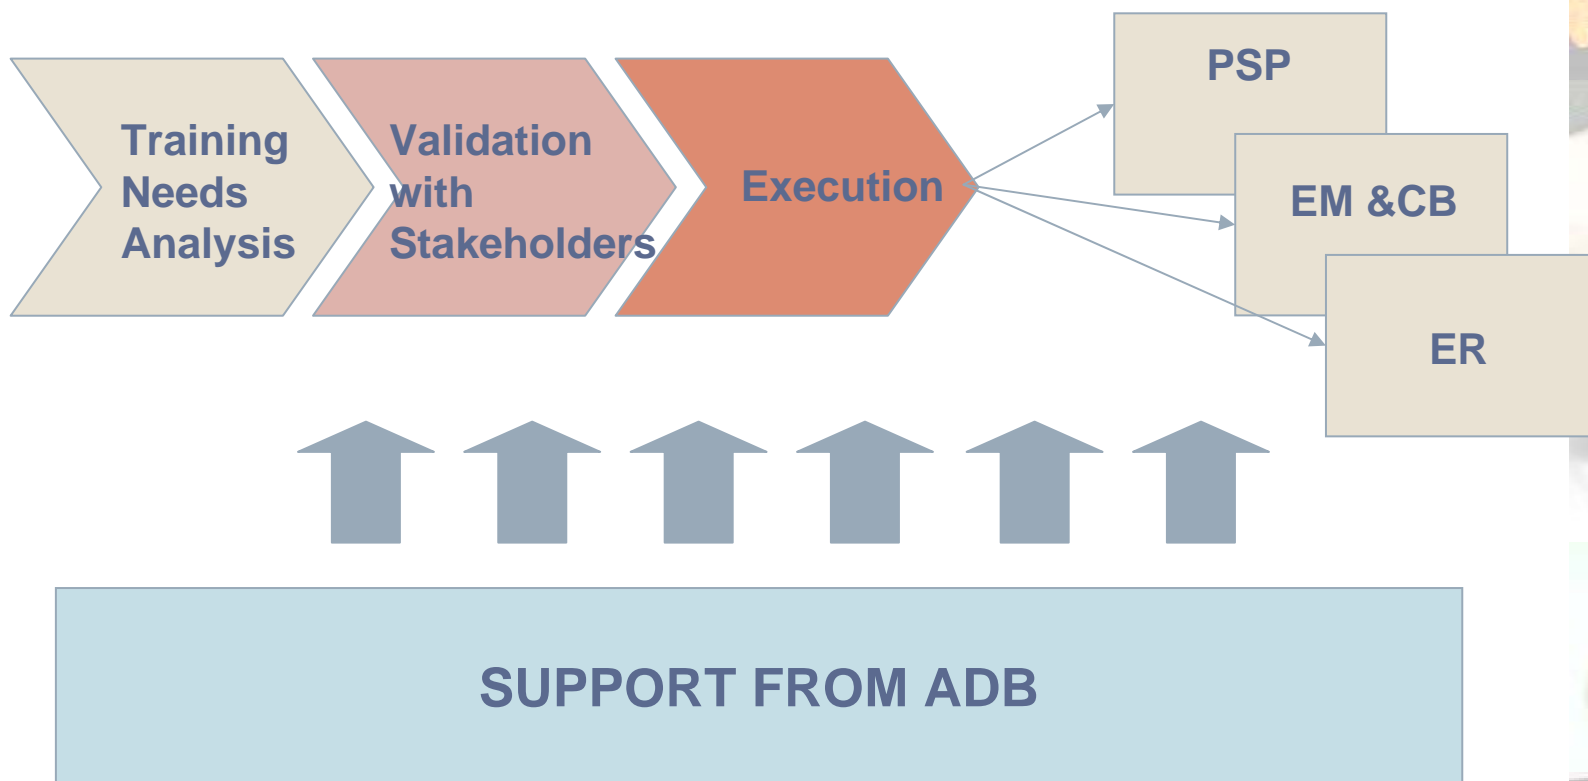 Training
Needs
Analysis
Validation
with
Stakeholders
Execution
PSP
EM &CB
ER
SUPPORT FROM ADB